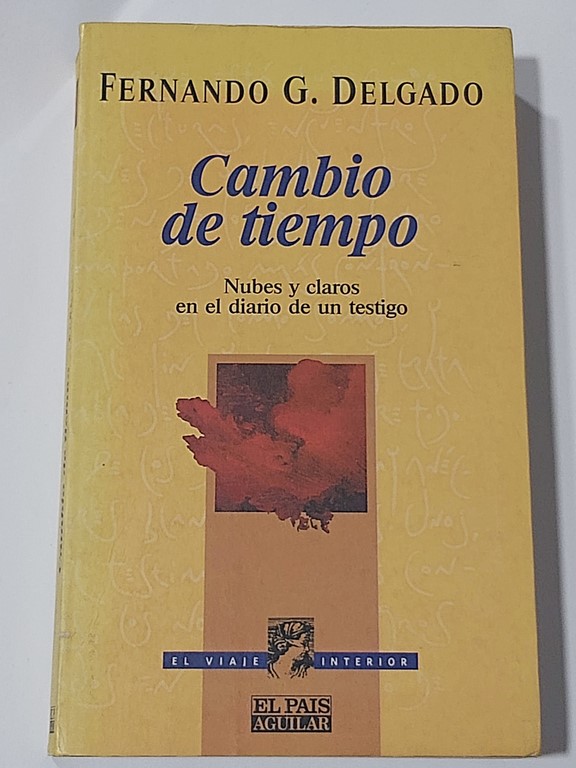 FERNANDO G. DELGADO
Cambio
de tiempo
Nubes y claros
en el diario de un testigo
EL VIAJE INTERIOR
EL PAIS
AGUILAR